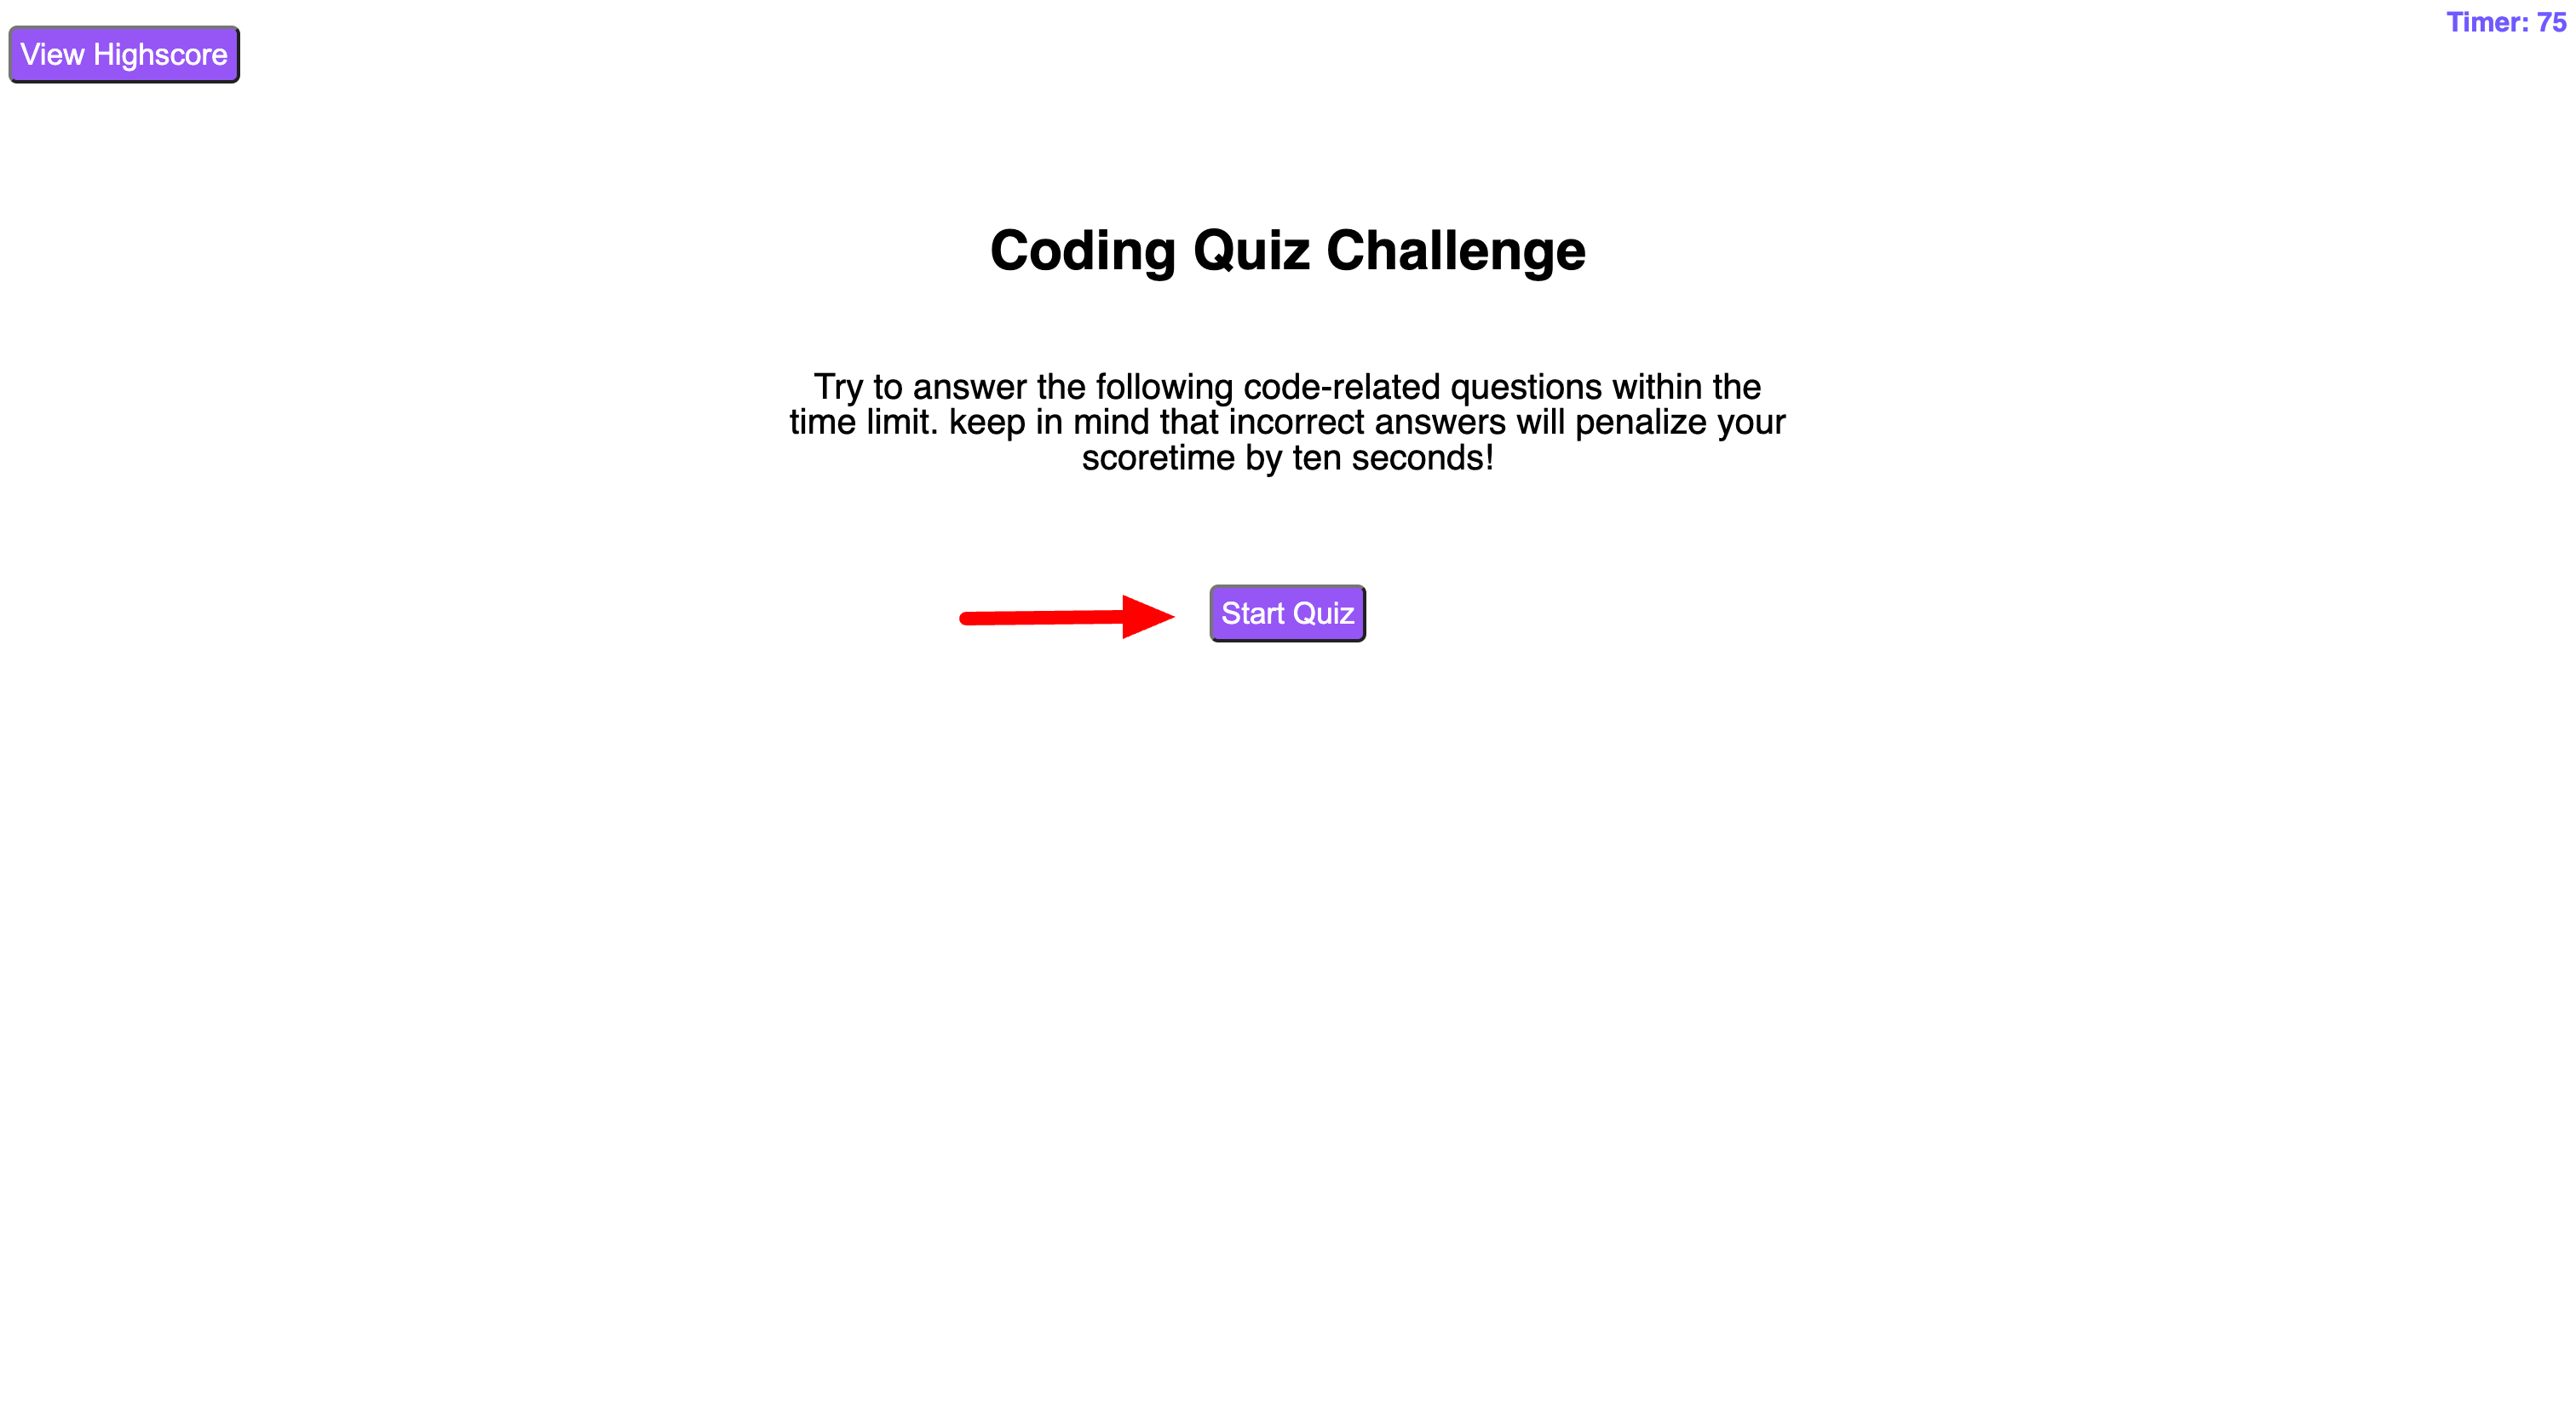 View Highscore
Timer: 75
Coding Quiz Challenge
Try to answer the following code-related questions within the
time limit. keep in mind that incorrect answers will penalize your
scoretime by ten seconds!
Start Quiz